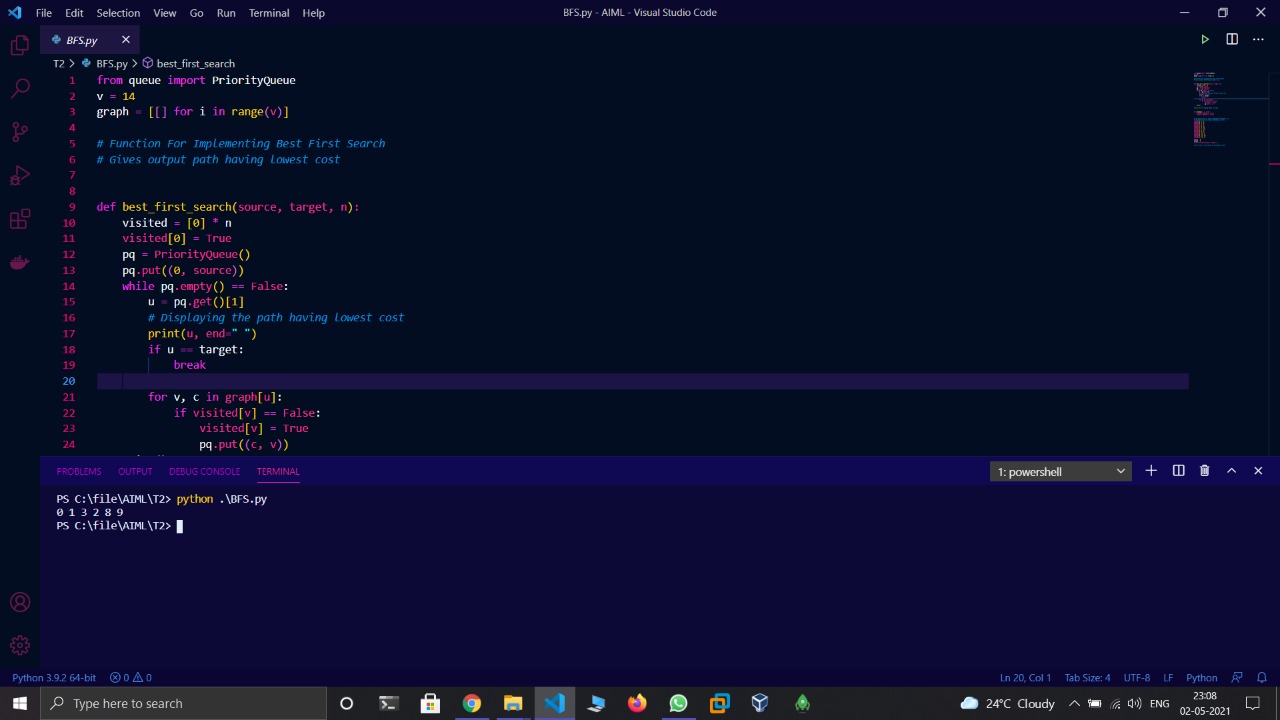 File Edit Selection View Go Run Terminal Help
BFS.py - AIML - Visual Studio Code
BFS.py
T2 > BFS.py > best_first_search
1 from queue import PriorityQueue
2 v = 14
3 graph = [[] for i in range(v)]
4
5 # Function For Implementing Best First Search
6 # Gives output path having lowest cost
7
8
9 def best_first_search(source, target, n):
10     visited = [0] * n
11     visited[0] = True
12     pq = PriorityQueue()
13     pq.put((0, source))
14     while pq.empty() == False:
15         u = pq.get()[1]
16         # Displaying the path having lowest cost
17         print(u, end=" ")
18         if u == target:
19             break
20
21         for v, c in graph[u]:
22             if visited[v] == False:
23                 visited[v] = True
24                 pq.put((c, v))
PROBLEMS OUTPUT DEBUG CONSOLE TERMINAL
1: powershell
PS C:\file\AIML\T2> python .\BFS.py
0 1 3 2 8 9
PS C:\file\AIML\T2>
Python 3.9.2 64-bit 0 0
Ln 20, Col 1 Tab Size: 4 UTF-8 LF Python
Type here to search
24°C Cloudy
ENG
23:08
02-05-2021